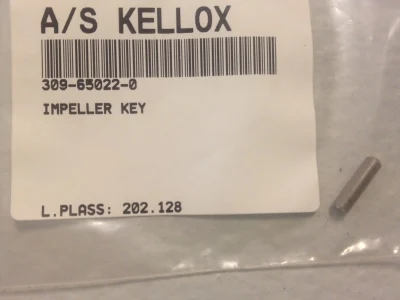 A/S KELLOX
309-65022-0
IMPELLER KEY
L.PLASS: 202.128